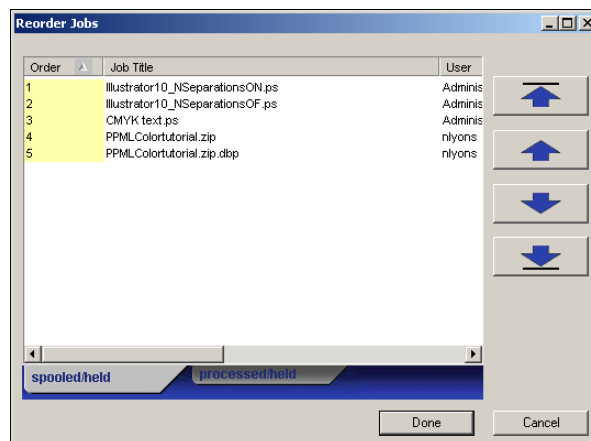 Reorder Jobs
Order Job Title User
1 Illustrator10_NSeparationsON.ps Adminis
2 Illustrator10_NSeparationsOF.ps Adminis
3 CMYK text.ps Adminis
4 PPMLColortutorial.zip nlyons
5 PPMLColortutorial.zip.dbp nlyons
spooled/held processed/held
Done Cancel